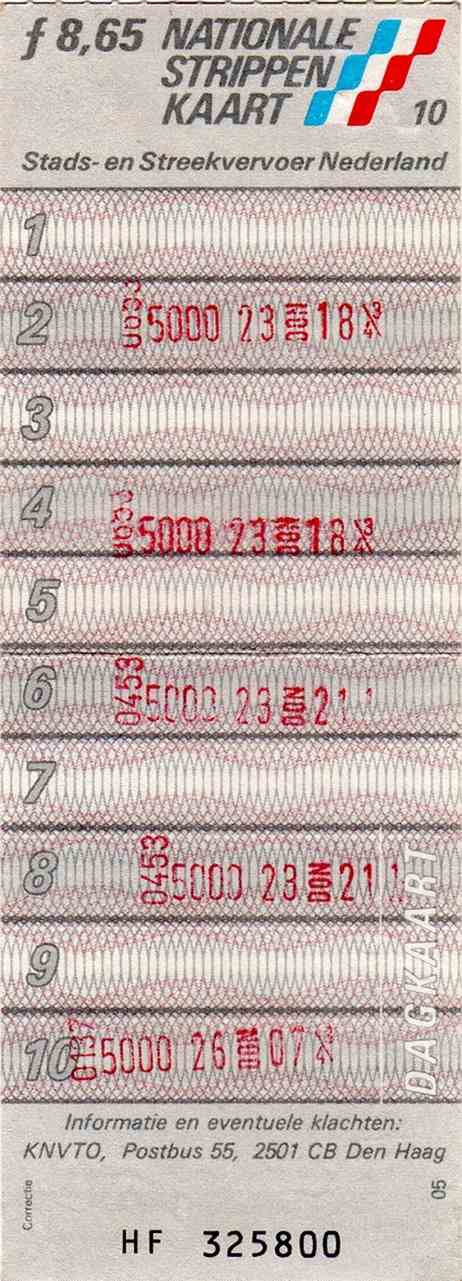 ƒ 8,65 NATIONALE
STRIPPEN
KAART 10
Stads- en Streekvervoer Nederland
1
2 5000 23 DON 18
3
4 5000 23 DON 18
5
6 0453 5000 23 DON 21 1
7
8 0453 5000 23 DON 21 1
9
10 5000 26 DON 07
DAGKAART
Informatie en eventuele klachten:
KNVTO, Postbus 55, 2501 CB Den Haag
Correctie
05
HF 325800